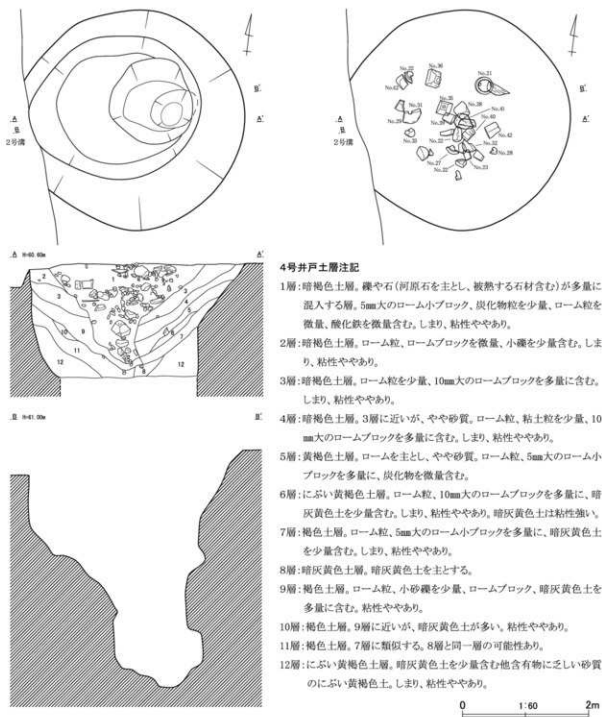 A A'
B B'
2号溝
No.12
No.36
No.21
No.13
No.35
No.38
No.41
No.31
No.40
No.42
No.33
No.32
No.28
No.27
No.23
No.22
A
B
2号溝
B'
A'
A H=60.60m A'
2
3
1
10
9
11
12
B H=61.00m B'
4号井戸土層注記
1層:暗褐色土層。礫や石(河原石を主とし、被熱する石材含む)が多量に
混入する層。5㎜大のローム小ブロック、炭化物粒を少量、ローム粒を
微量、酸化鉄を微量含む。しまり、粘性ややあり。
2層:暗褐色土層。ローム粒、ロームブロックを微量、小礫を少量含む。しま
り、粘性ややあり。
3層:暗褐色土層。ローム粒を少量、10㎜大のロームブロックを多量に含む。
しまり、粘性ややあり。
4層:暗褐色土層。3層に近いが、やや砂質。ローム粒、粘土粒を少量、10
㎜大のロームブロックを多量に含む。しまり、粘性ややあり。
5層:黄褐色土層。ロームを主とし、やや砂質。ローム粒、5㎜大のローム小
ブロックを多量に、炭化物を微量含む。
6層:にぶい黄褐色土層。ローム粒、10㎜大のロームブロックを多量に、暗
灰黄色土を少量含む。しまり、粘性ややあり。暗灰黄色土は粘性強い。
7層:褐色土層。ローム粒、5㎜大のローム小ブロックを多量に、暗灰黄色土
を少量含む。しまり、粘性ややあり。
8層:暗灰黄色土層。暗灰黄色土を主とする。
9層:褐色土層。ローム粒、小砂礫を少量、ロームブロック、暗灰黄色土を
多量に含む。粘性ややあり。
10層:褐色土層。9層に近いが、暗灰黄色土が多い。粘性ややあり。
11層:褐色土層。7層に類似する。8層と同一層の可能性あり。
12層:にぶい黄褐色土層。暗灰黄色土を少量含む他含有物に乏しい砂質
のにぶい黄褐色土。しまり、粘性ややあり。
0 1:60 2m